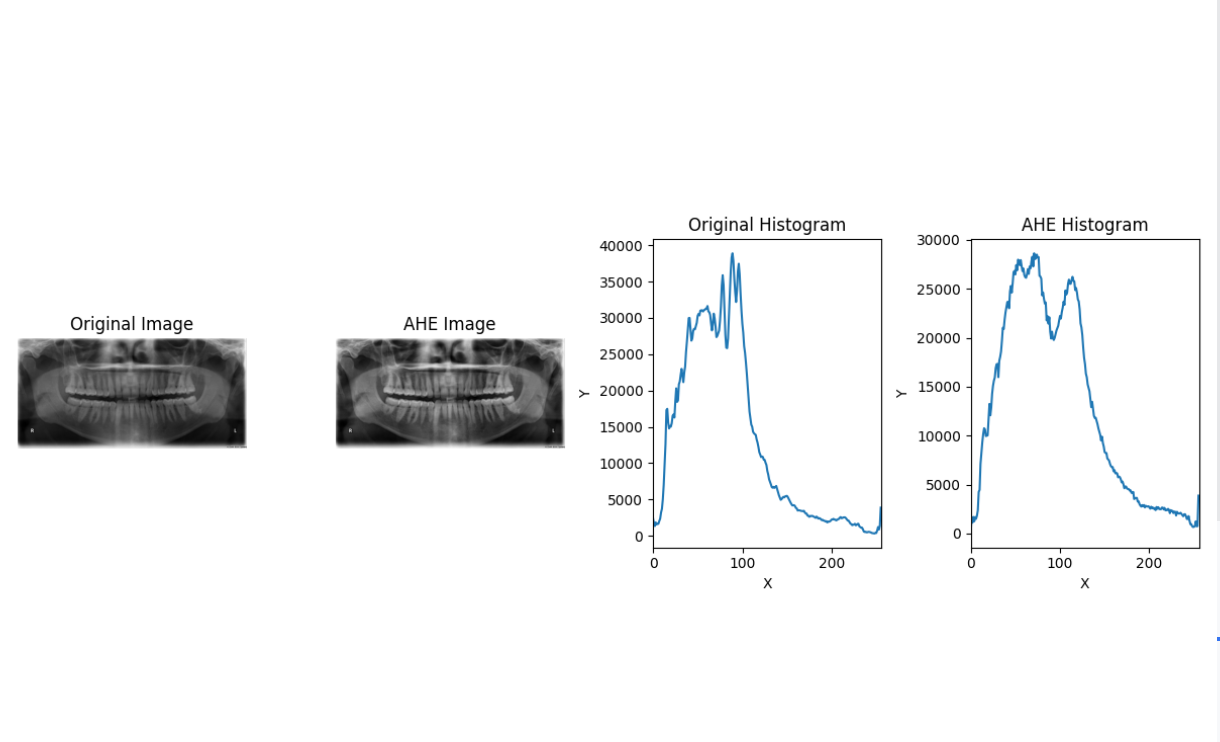 Original Image
AHE Image
Original Histogram
40000
35000
30000
25000
20000
15000
10000
5000
0
Y
0 100 200
X
AHE Histogram
30000
25000
20000
15000
10000
5000
0
Y
0 100 200
X
R
L
R
L